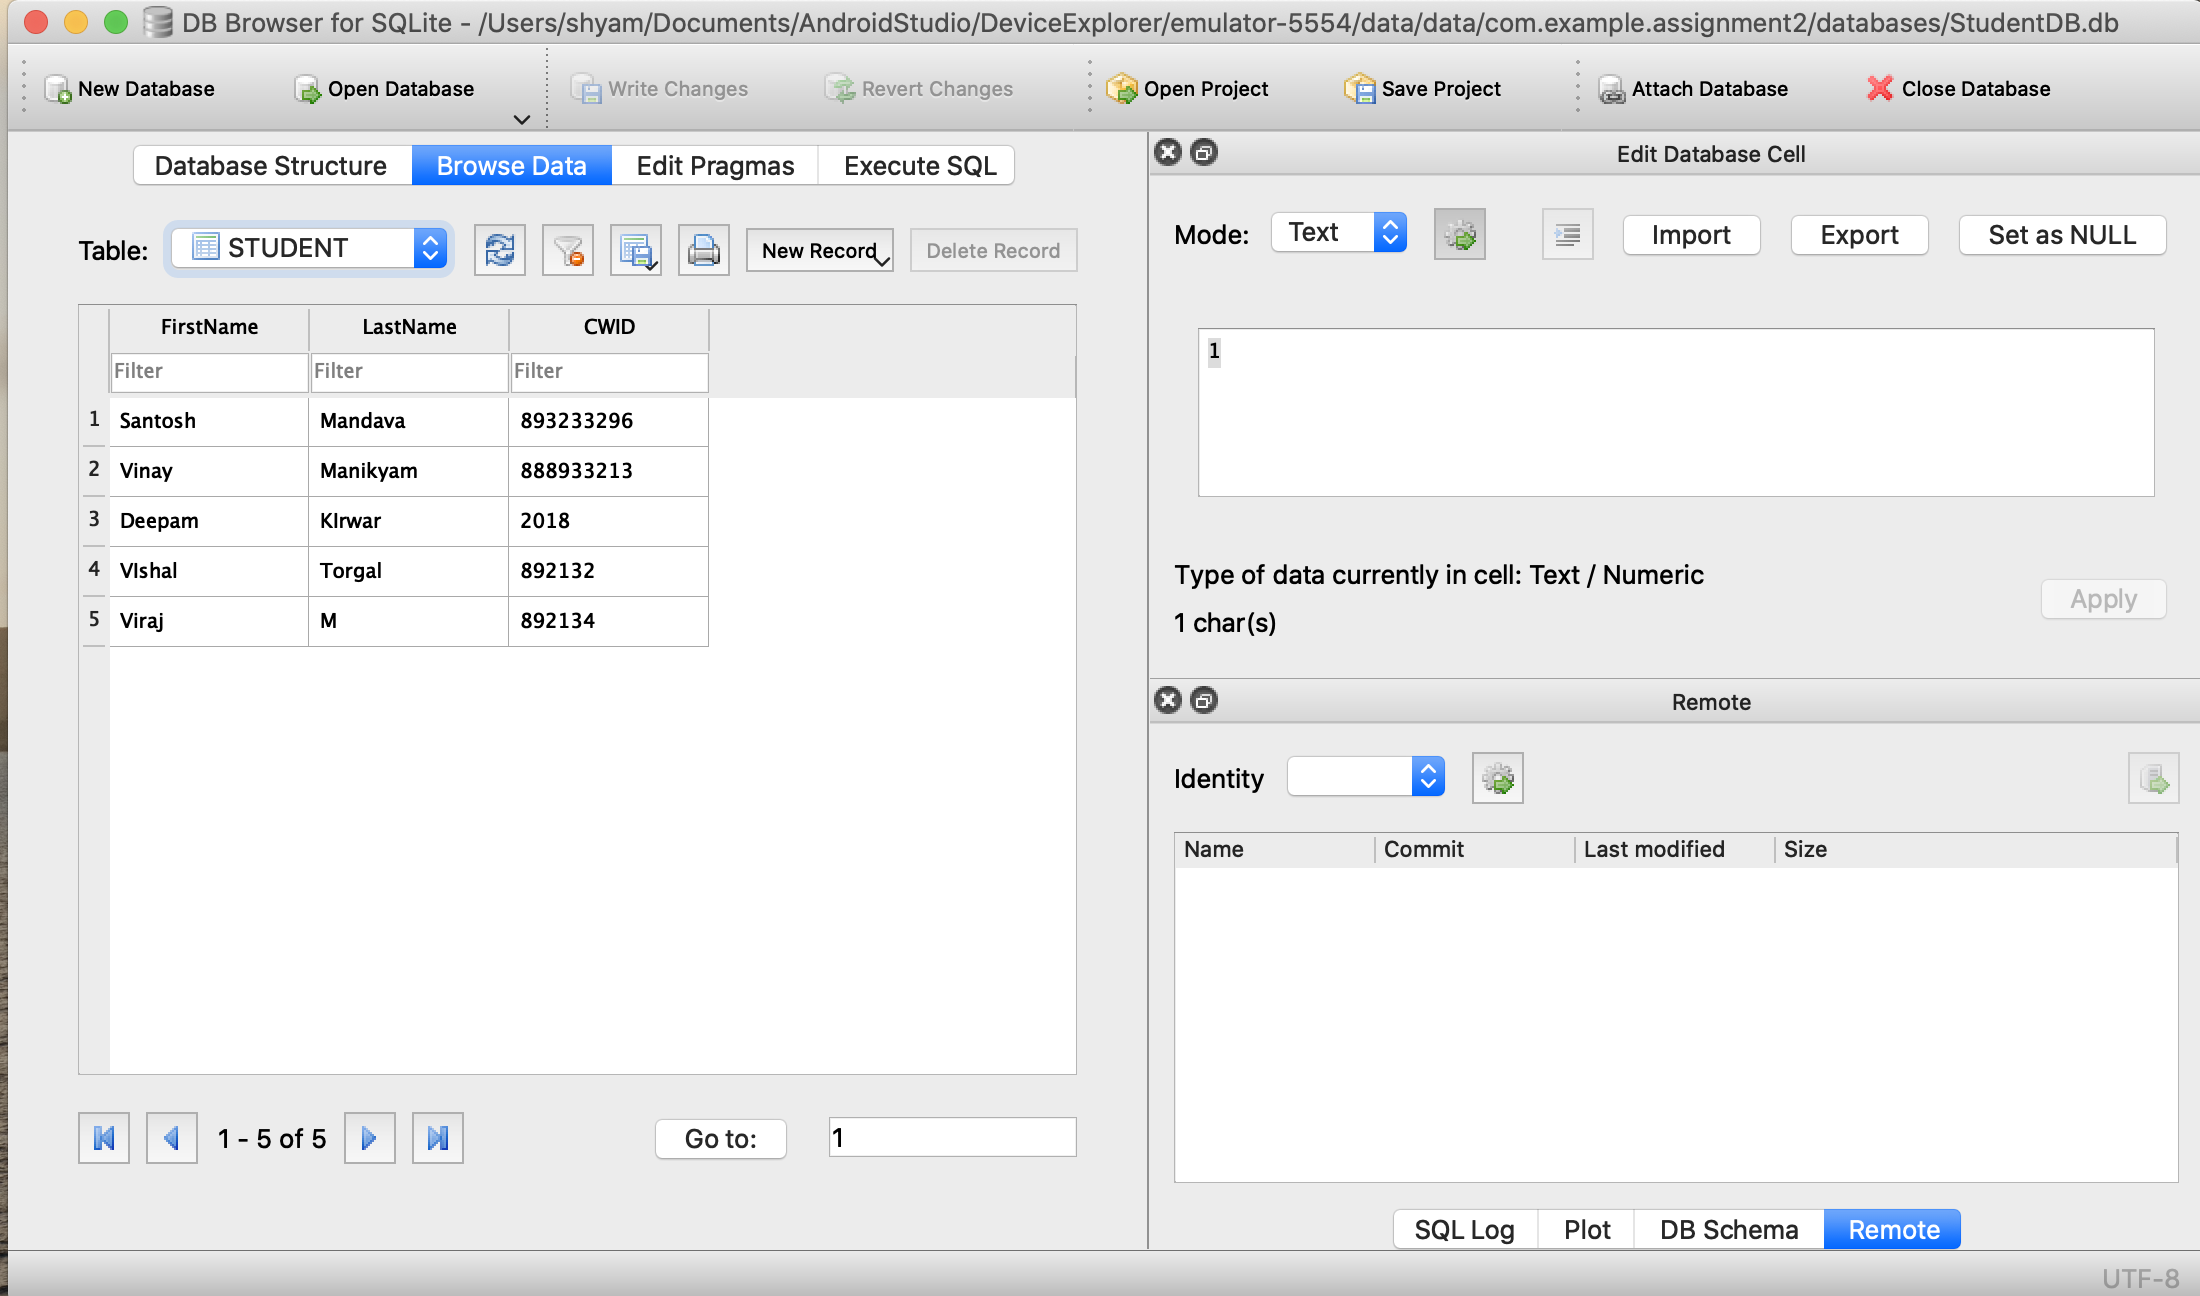 DB Browser for SQLite - /Users/shyam/Documents/AndroidStudio/DeviceExplorer/emulator-5554/data/data/com.example.assignment2/databases/StudentDB.db
New Database Open Database Write Changes Revert Changes Open Project Save Project Attach Database Close Database
Database Structure Browse Data Edit Pragmas Execute SQL
Table: STUDENT New Record Delete Record
FirstName LastName CWID
Filter Filter Filter
1 Santosh Mandava 893233296
2 Vinay Manikyam 888933213
3 Deepam KIrwar 2018
4 VIshal Torgal 892132
5 Viraj M 892134
1 - 5 of 5 Go to: 1
Edit Database Cell
Mode: Text Import Export Set as NULL
1
Type of data currently in cell: Text / Numeric
1 char(s)
Apply
Remote
Identity
Name Commit Last modified Size
SQL Log Plot DB Schema Remote
UTF-8